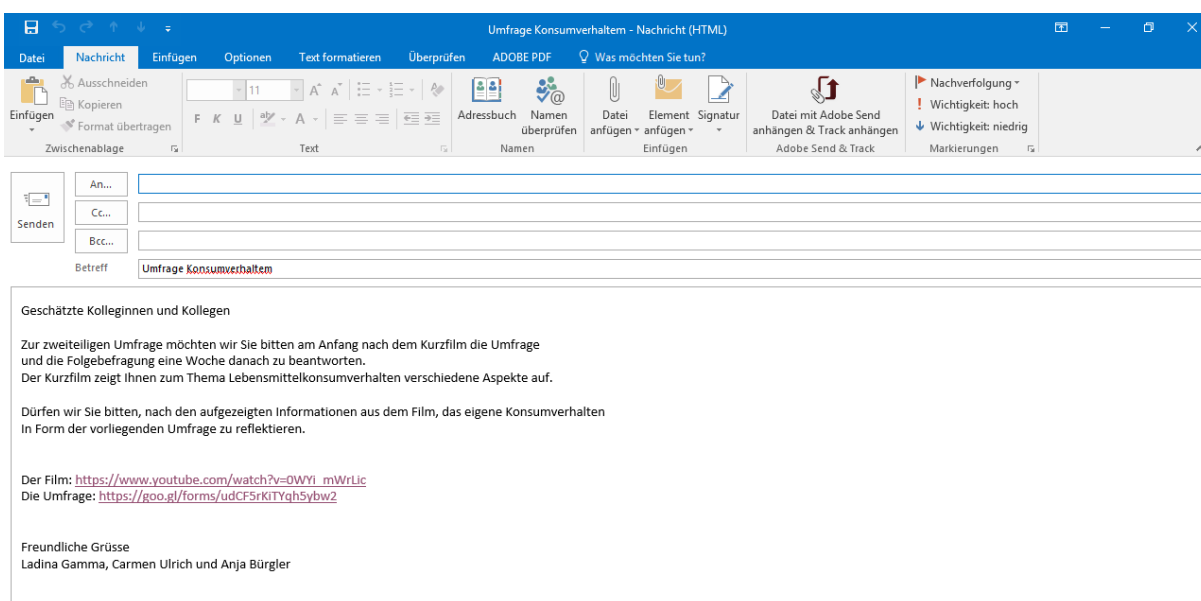 Umfrage Konsumverhaltem - Nachricht (HTML)
Datei Nachricht Einfügen Optionen Text formatieren Überprüfen ADOBE PDF Was möchten Sie tun?
Einfügen
Ausschneiden
Kopieren
Format übertragen
Zwischenablage
11
F K U
Text
Adressbuch
Namen überprüfen
Namen
Datei anfügen
Element anfügen
Signatur
Einfügen
Datei mit Adobe Send
anhängen & Track anhängen
Adobe Send & Track
Nachverfolgung
Wichtigkeit: hoch
Wichtigkeit: niedrig
Markierungen
Senden
An...
Cc...
Bcc...
Betreff Umfrage Konsumverhaltem
Geschätzte Kolleginnen und Kollegen
Zur zweiteiligen Umfrage möchten wir Sie bitten am Anfang nach dem Kurzfilm die Umfrage
und die Folgebefragung eine Woche danach zu beantworten.
Der Kurzfilm zeigt Ihnen zum Thema Lebensmittelkonsumverhalten verschiedene Aspekte auf.
Dürfen wir Sie bitten, nach den aufgezeigten Informationen aus dem Film, das eigene Konsumverhalten
In Form der vorliegenden Umfrage zu reflektieren.
Der Film: https://www.youtube.com/watch?v=0WYi_mWrLic
Die Umfrage: https://goo.gl/forms/udCF5rKiTYqh5ybw2
Freundliche Grüsse
Ladina Gamma, Carmen Ulrich und Anja Bürgler